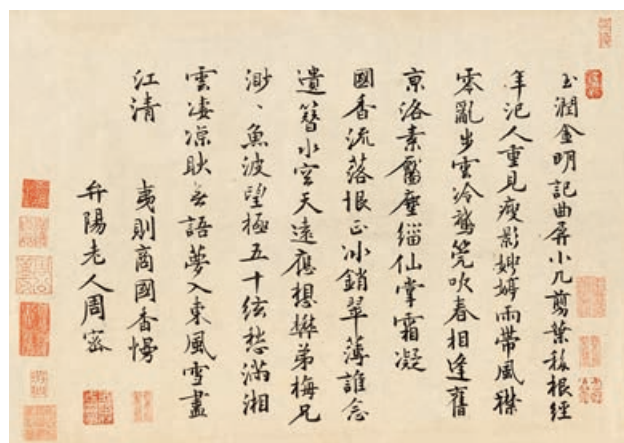 玉潤金明記曲屏小几翦葉移根經
年汜人重見瘦影娉婷雨帶風襟
零亂步雲冷鵞筦吹春相逢舊
京洛素靨塵緇仙掌霜凝
國香流落恨正冰銷翠薄誰念
遺簪水空天遠應想礬弟梅兄
渺、魚波望極五十絃愁滿湘
雲凄凉耿無語夢入東風雪盡
江清
夷則商國香慢
弁陽老人周密